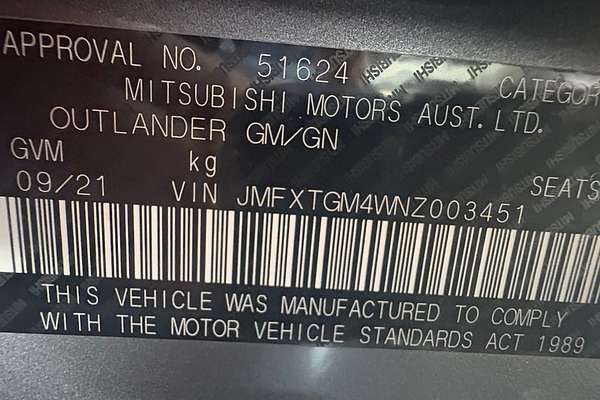 APPROVAL NO. 51624 CATEGOR
MITSUBISHI MOTORS AUST. LTD.
OUTLANDER GM/GN
GVM kg
09/21 VIN JMFXTGM4WNZ003451 SEATS
THIS VEHICLE WAS MANUFACTURED TO COMPLY
WITH THE MOTOR VEHICLE STANDARDS ACT 1989